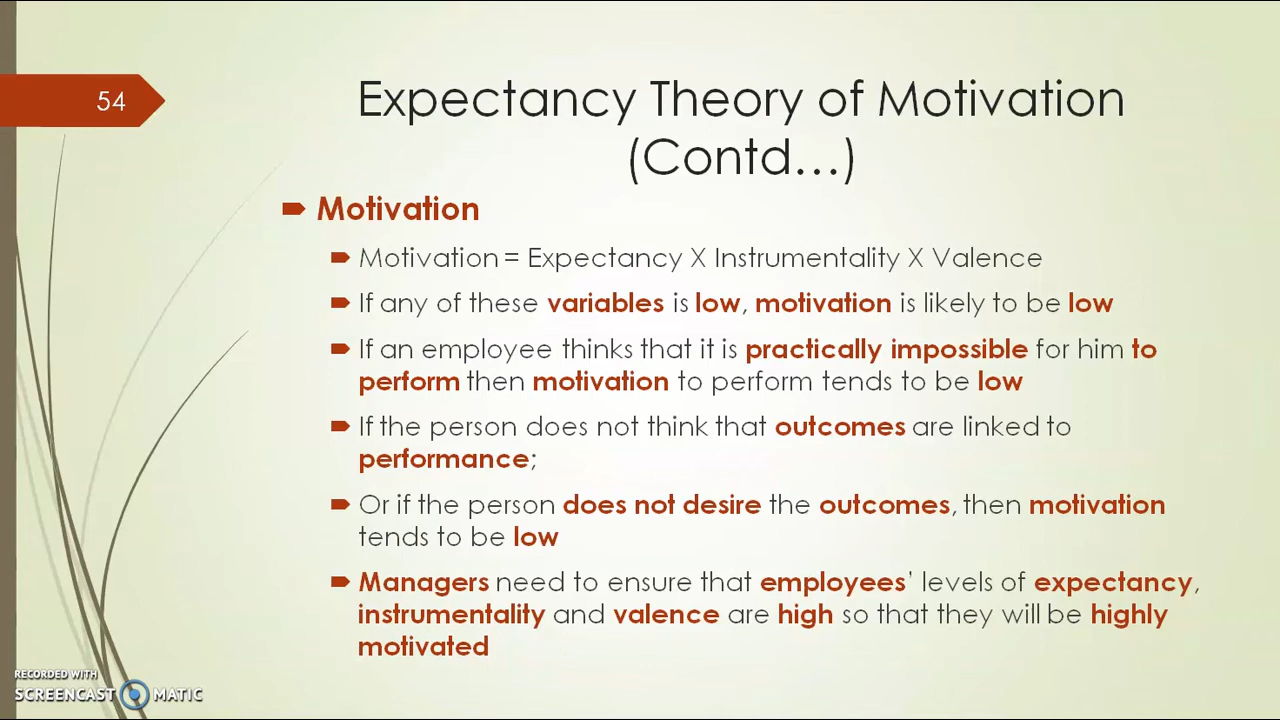 54
Expectancy Theory of Motivation
(Contd...)
Motivation
Motivation = Expectancy X Instrumentality X Valence
If any of these variables is low, motivation is likely to be low
If an employee thinks that it is practically impossible for him to
perform then motivation to perform tends to be low
If the person does not think that outcomes are linked to
performance;
Or if the person does not desire the outcomes, then motivation
tends to be low
Managers need to ensure that employees' levels of expectancy,
instrumentality and valence are high so that they will be highly
motivated
RECORDED WITH
SCREENCAST MATIC